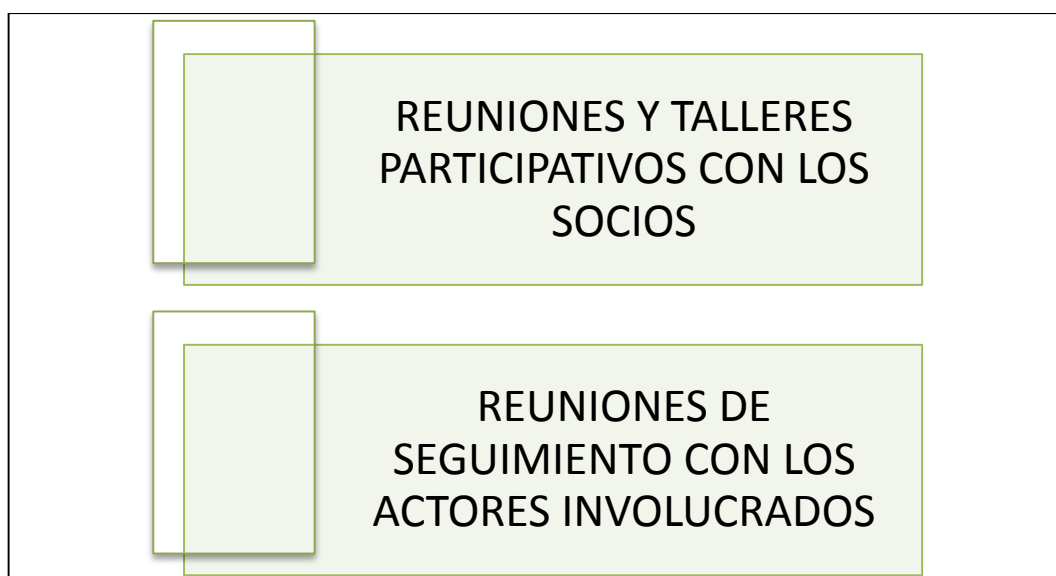 REUNIONES Y TALLERES
PARTICIPATIVOS CON LOS
SOCIOS
REUNIONES DE
SEGUIMIENTO CON LOS
ACTORES INVOLUCRADOS